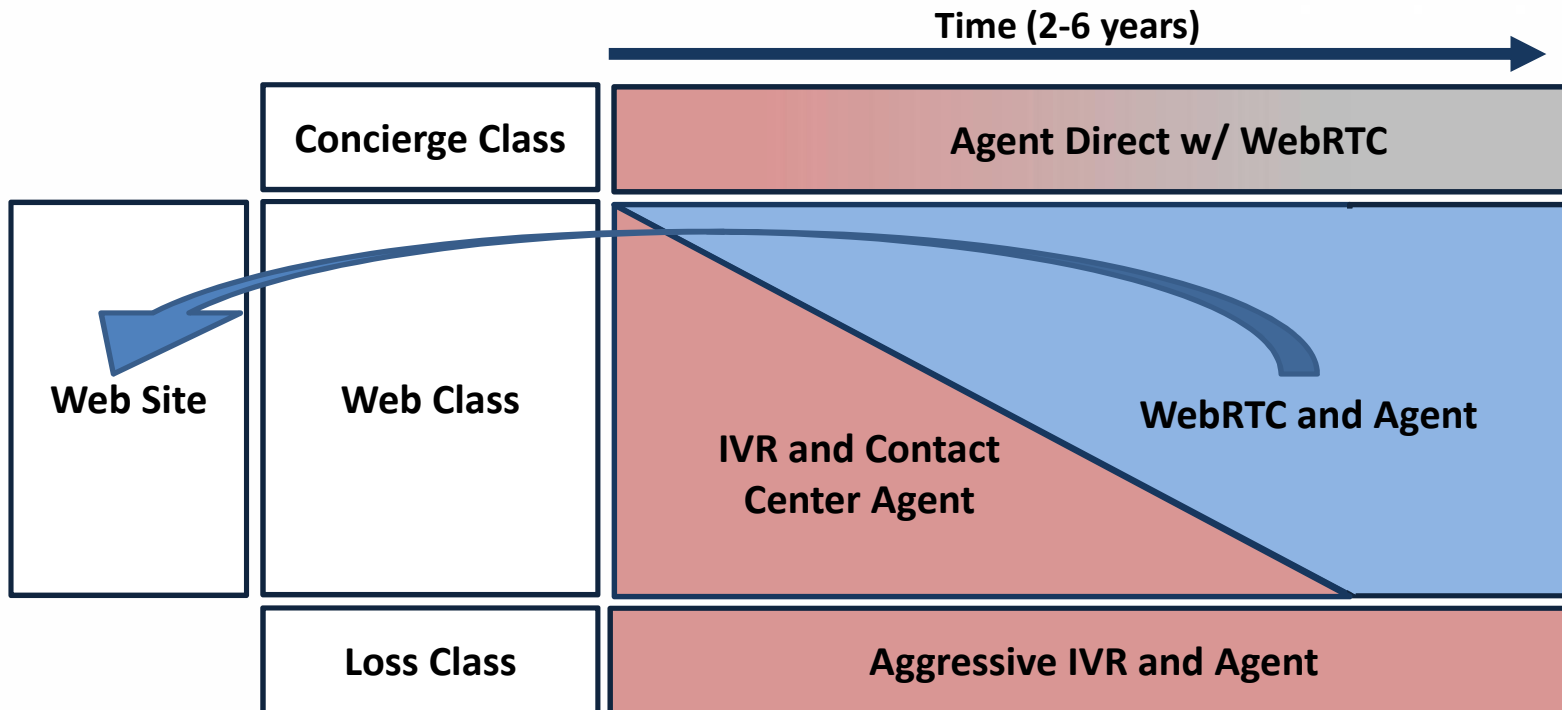 Time (2-6 years)
Concierge Class
Agent Direct w/ WebRTC
Web Site
Web Class
WebRTC and Agent
IVR and Contact
Center Agent
Loss Class
Aggressive IVR and Agent